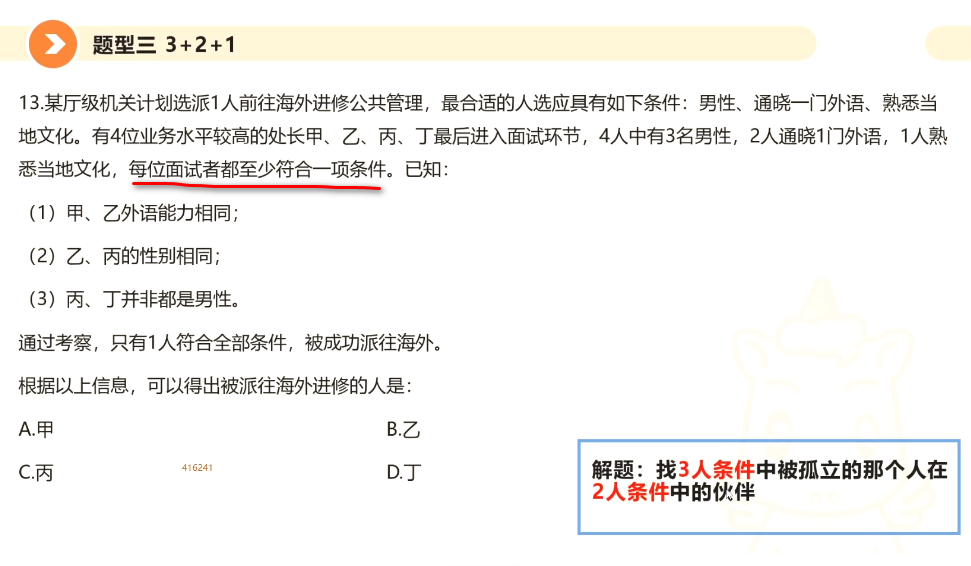 题型三 3+2+1
13.某厅级机关计划选派1人前往海外进修公共管理，最合适的人选应具有如下条件：男性、通晓一门外语、熟悉当
地文化。有4位业务水平较高的处长甲、乙、丙、丁最后进入面试环节，4人中有3名男性，2人通晓1门外语，1人熟
悉当地文化，每位面试者都至少符合一项条件。已知：
（1）甲、乙外语能力相同；
（2）乙、丙的性别相同；
（3）丙、丁并非都是男性。
通过考察，只有1人符合全部条件，被成功派往海外。
根据以上信息，可以得出被派往海外进修的人是：
A.甲
B.乙
C.丙
416241
D.丁
解题：找3人条件中被孤立的那个人在
2人条件中的伙伴